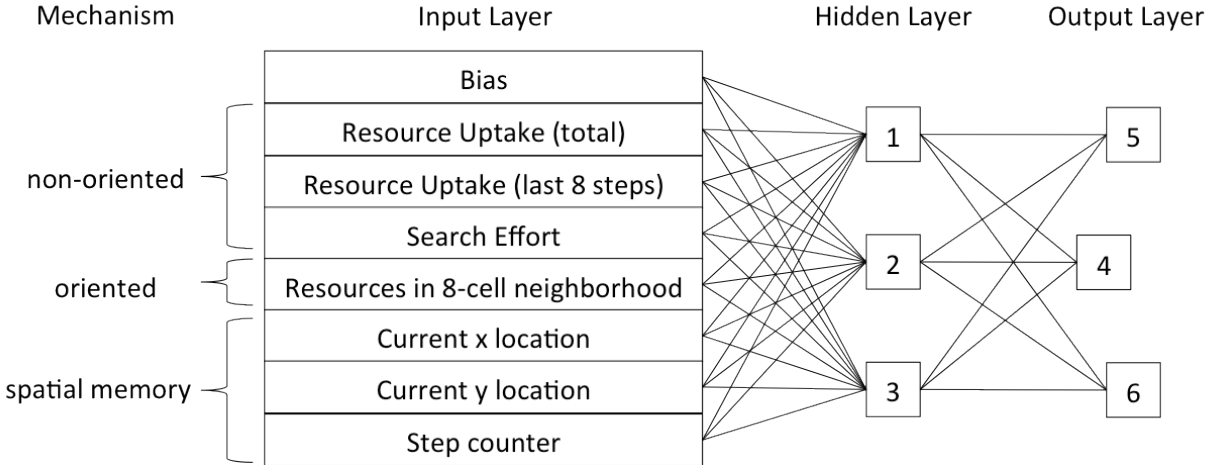 Mechanism Input Layer Hidden Layer Output Layer
Bias
Resource Uptake (total)
1 5
non-oriented Resource Uptake (last 8 steps)
Search Effort
2 4
oriented Resources in 8-cell neighborhood
Current x location
spatial memory Current y location
3 6
Step counter